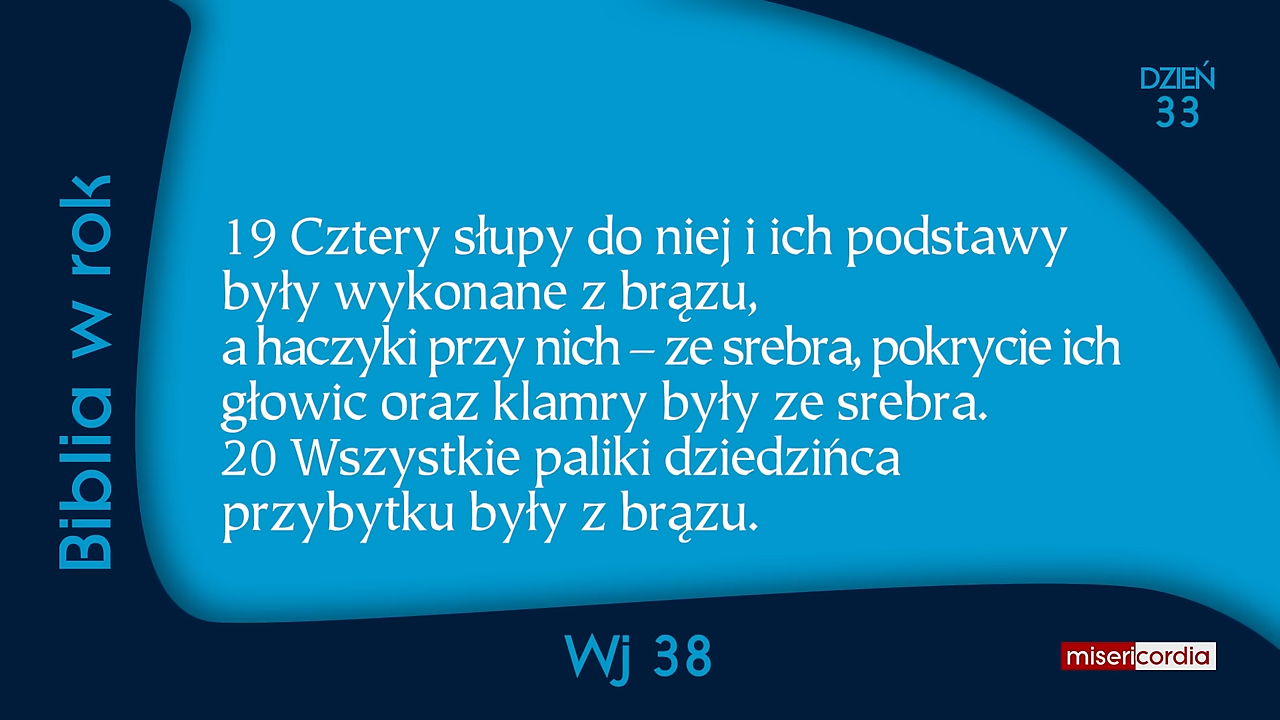 DZIEŃ
33
Biblia w rok
19 Cztery słupy do niej i ich podstawy
były wykonane z brązu,
a haczyki przy nich – ze srebra, pokrycie ich
głowic oraz klamry były ze srebra.
20 Wszystkie paliki dziedzińca
przybytku były z brązu.
Wj 38
misericordia